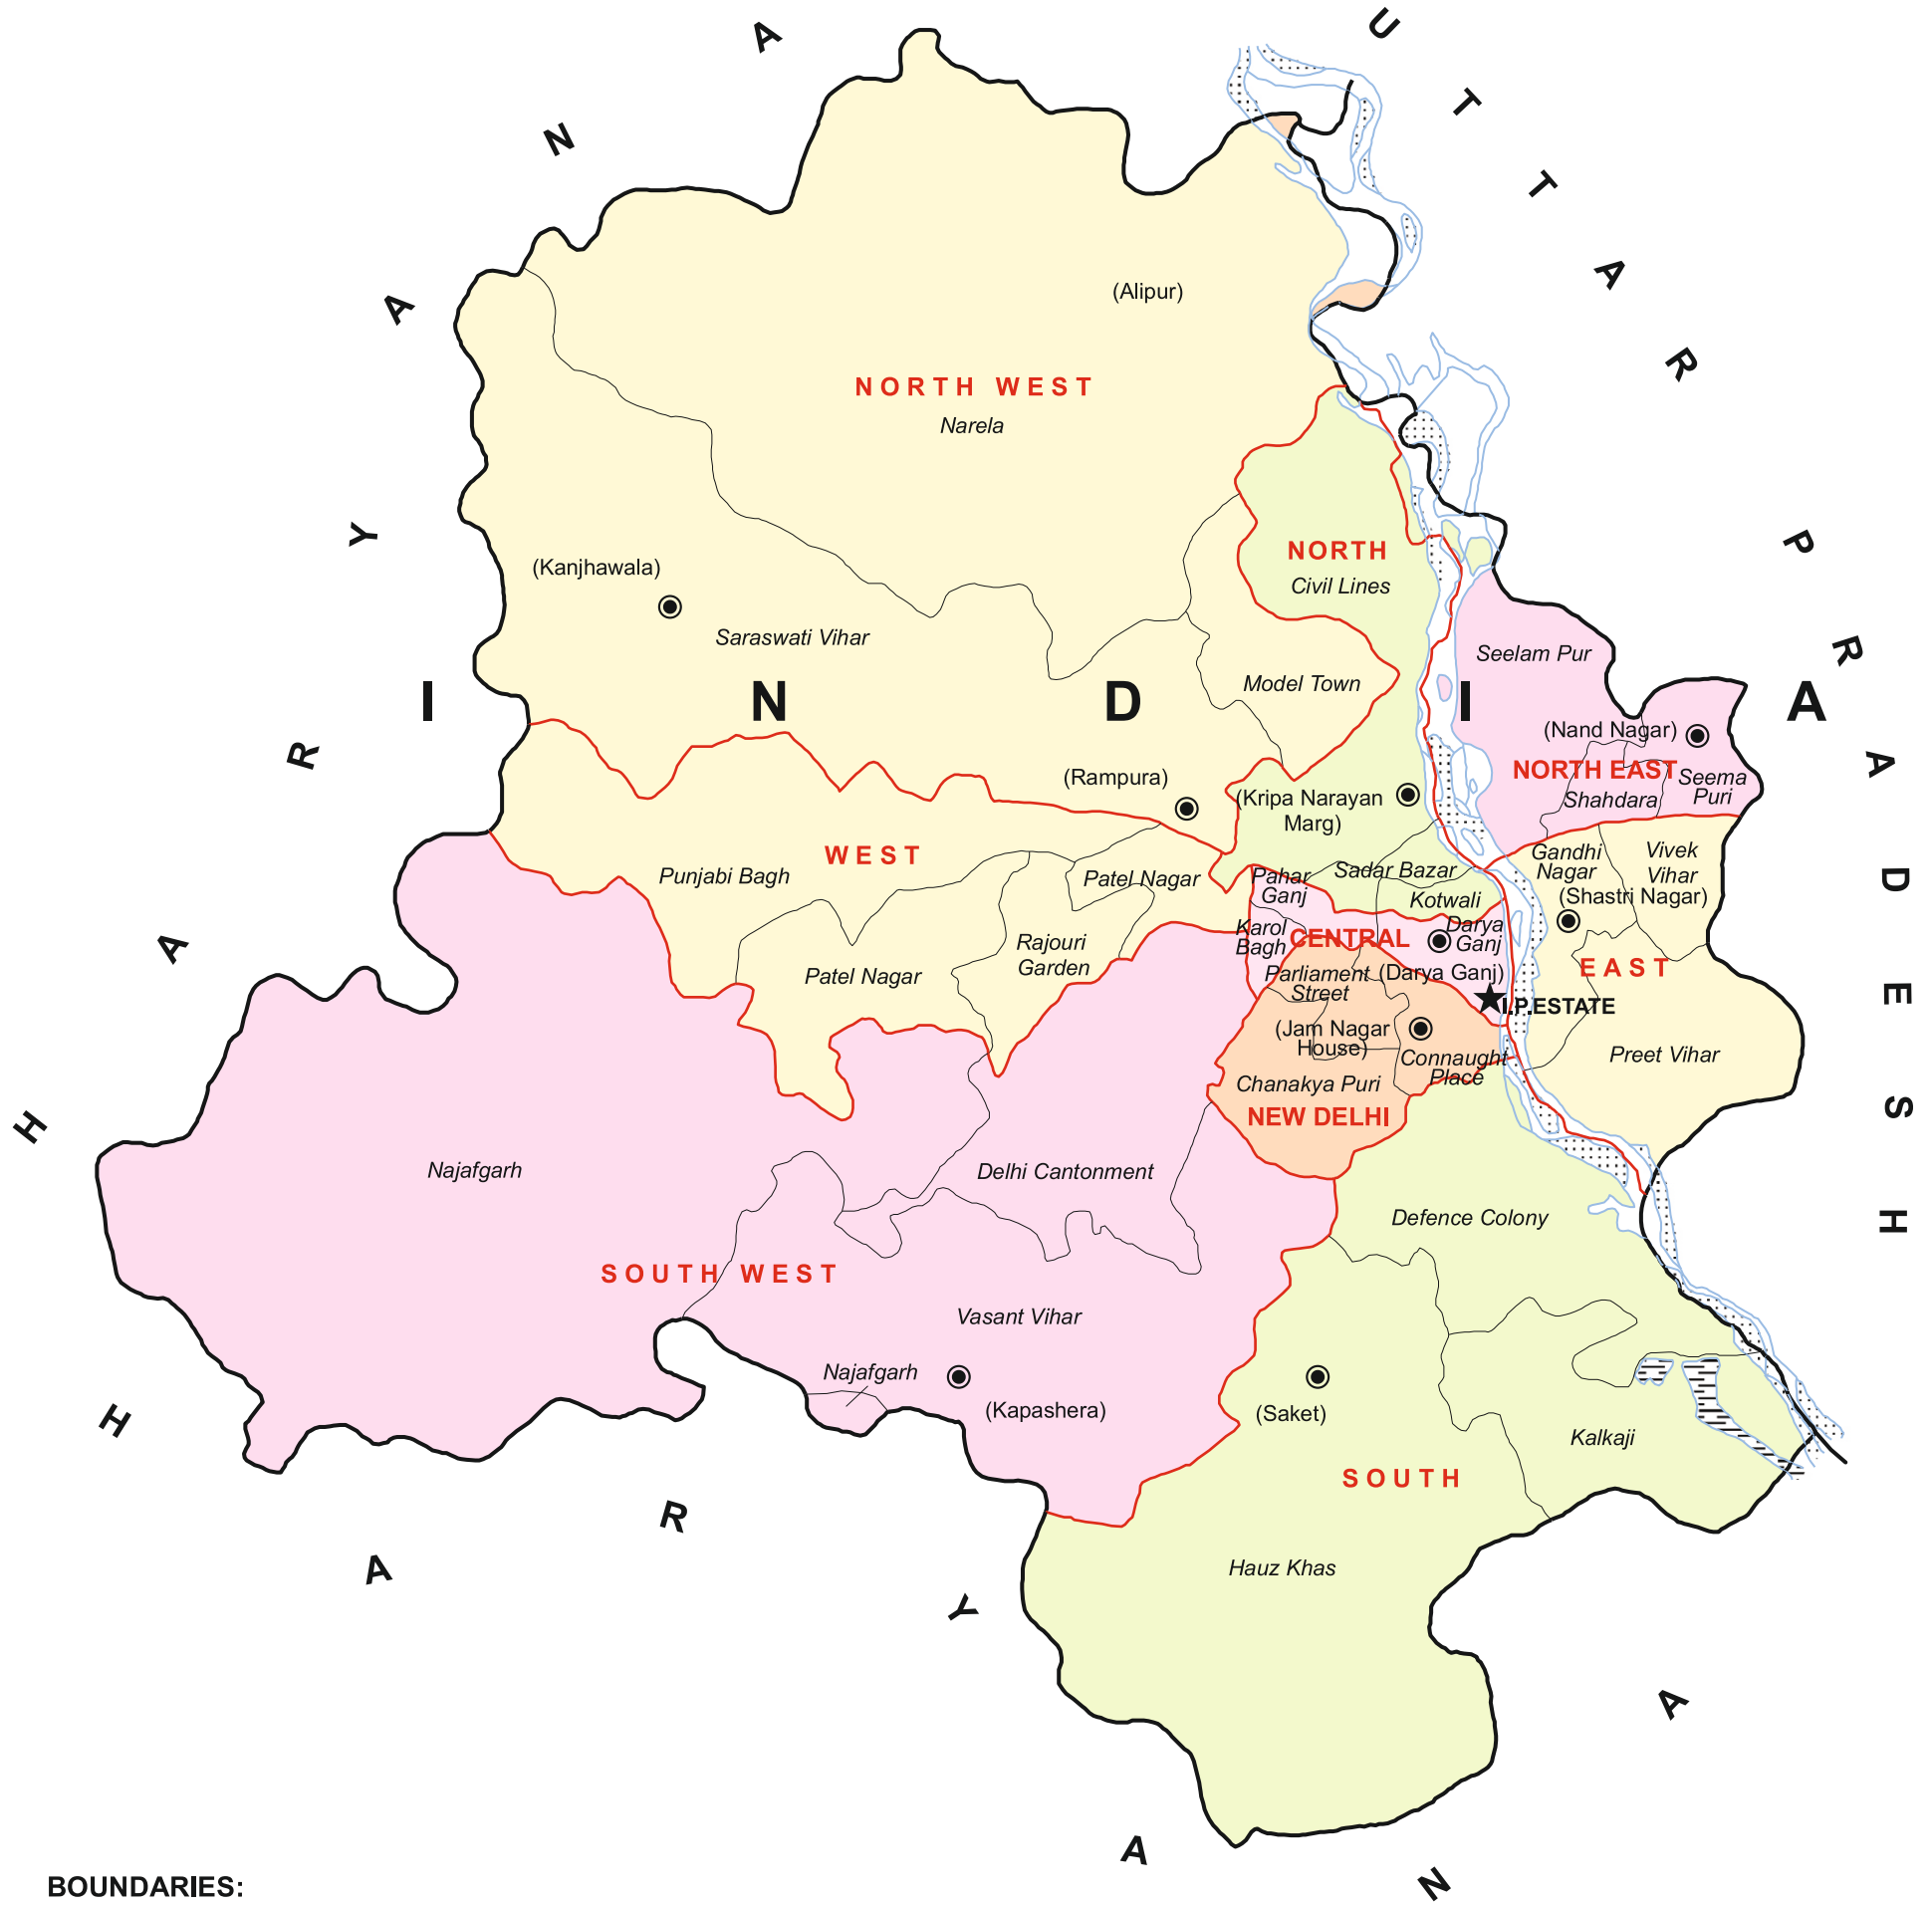 HARYANA
UTTAR PRADESH
(Alipur)
NORTH WEST
Narela
(Kanjhawala)
Saraswati Vihar
NORTH
Civil Lines
Model Town
Seelam Pur
INDIA
(Nand Nagar)
NORTH EAST
Seema
Puri
Shahdara
(Rampura)
(Kripa Narayan
Marg)
WEST
Punjabi Bagh
Patel Nagar
Patel Nagar
Rajouri
Garden
Sadar Bazar
Kotwali
Pahar
Ganj
Karol
Bagh
CENTRAL
Darya
Ganj
(Darya Ganj)
Gandhi
Nagar
Vivek
Vihar
(Shastri Nagar)
EAST
Preet Vihar
I.P.ESTATE
Parliament
Street
(Jam Nagar
House)
Connaught
Place
Chanakya Puri
NEW DELHI
Najafgarh
Delhi Cantonment
Defence Colony
SOUTH WEST
Vasant Vihar
Najafgarh
(Kapashera)
(Saket)
Kalkaji
SOUTH
Hauz Khas
HARYANA
BOUNDARIES: